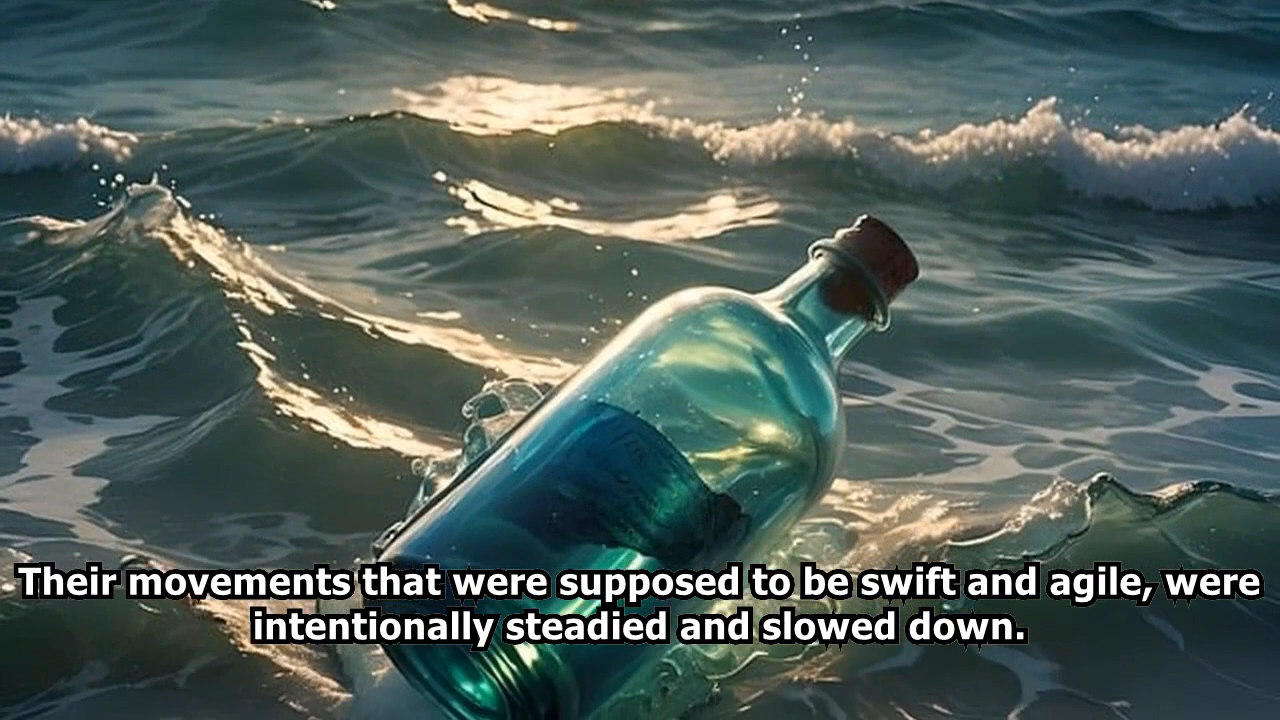 Their movements that were supposed to be swift and agile, were
intentionally steadied and slowed down.